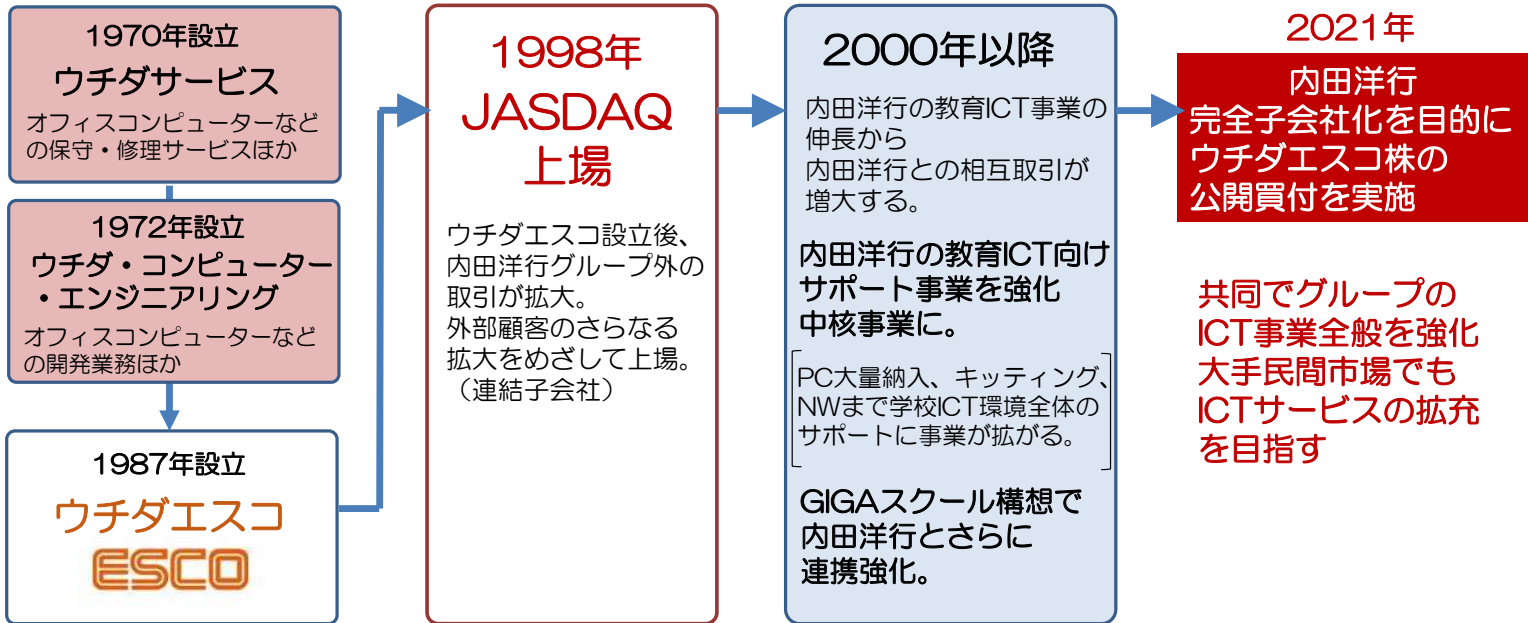 1970年設立
ウチダサービス
オフィスコンピューターなど
の保守・修理サービスほか
1972年設立
ウチダ・コンピューター
・エンジニアリング
オフィスコンピューターなど
の開発業務ほか
1987年設立
ウチダエスコ
ESCO
1998年
JASDAQ
上場
ウチダエスコ設立後、
内田洋行グループ外の
取引が拡大。
外部顧客のさらなる
拡大をめざして上場。
（連結子会社）
2000年以降
内田洋行の教育ICT事業の
伸長から
内田洋行との相互取引が
増大する。
内田洋行の教育ICT向け
サポート事業を強化
中核事業に。
PC大量納入、キッティング、
NWまで学校ICT環境全体の
サポートに事業が拡がる。
GIGAスクール構想で
内田洋行とさらに
連携強化。
2021年
内田洋行
完全子会社化を目的に
ウチダエスコ株の
公開買付を実施
共同でグループの
ICT事業全般を強化
大手民間市場でも
ICTサービスの拡充
を目指す